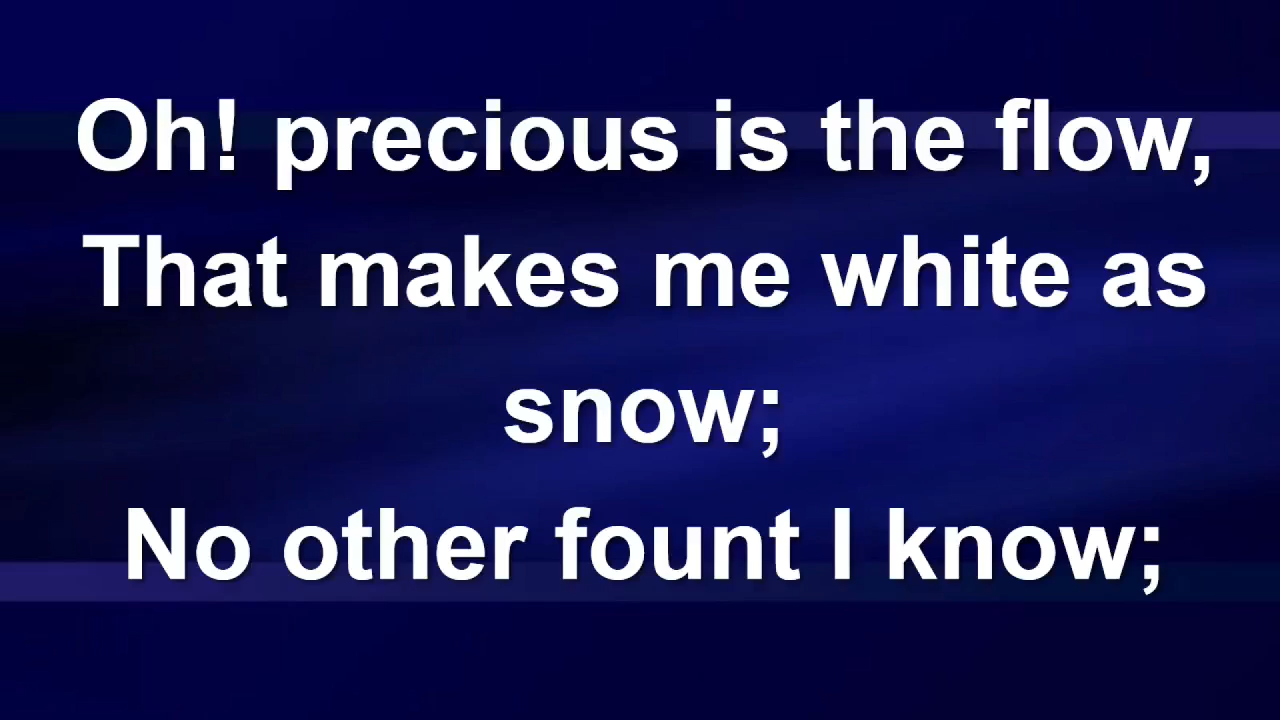 Oh! precious is the flow,
That makes me white as
snow;
No other fount I know;